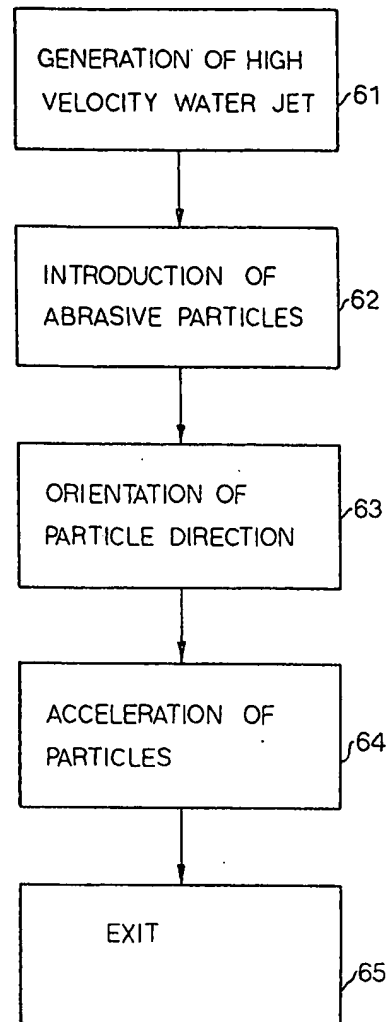 GENERATION OF HIGH
VELOCITY WATER JET
61
INTRODUCTION OF
ABRASIVE PARTICLES
62
ORIENTATION OF
PARTICLE DIRECTION
63
ACCELERATION OF
PARTICLES
64
EXIT
65